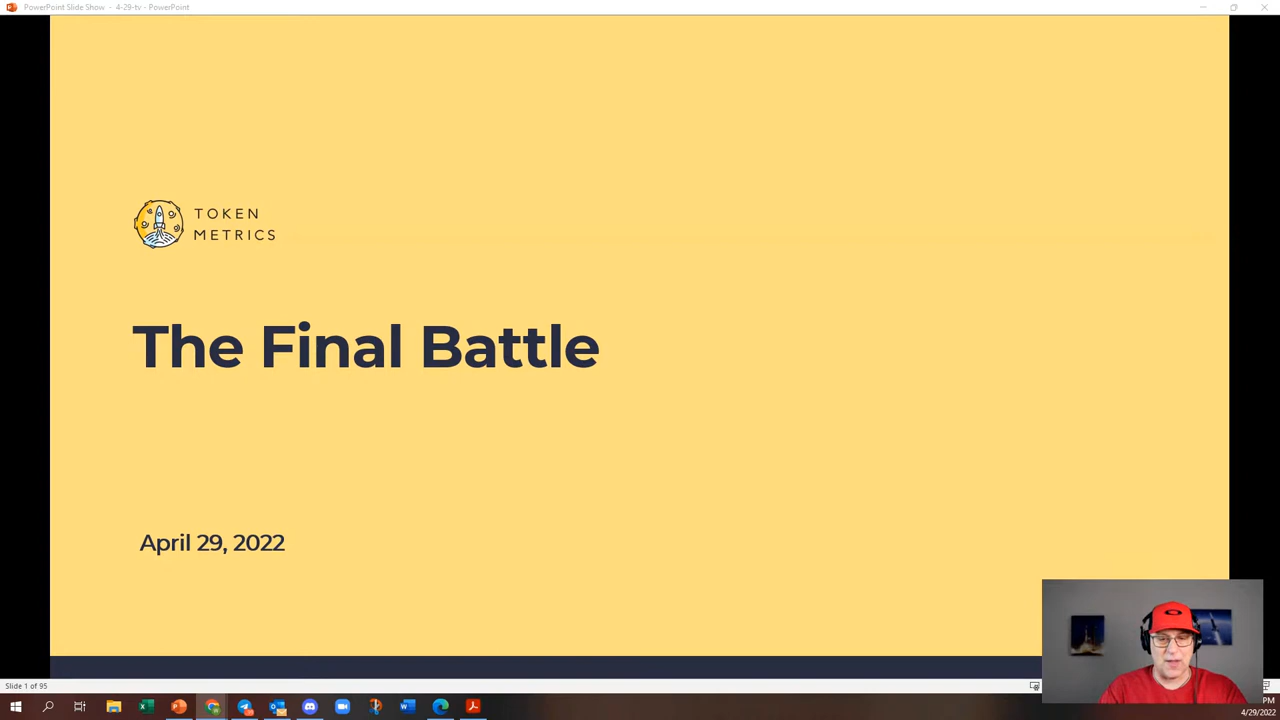 PowerPoint Slide Show - 4-29-tv - PowerPoint
TOKEN
METRICS
The Final Battle
April 29, 2022
Slide 1 of 95
PM
4/29/2022